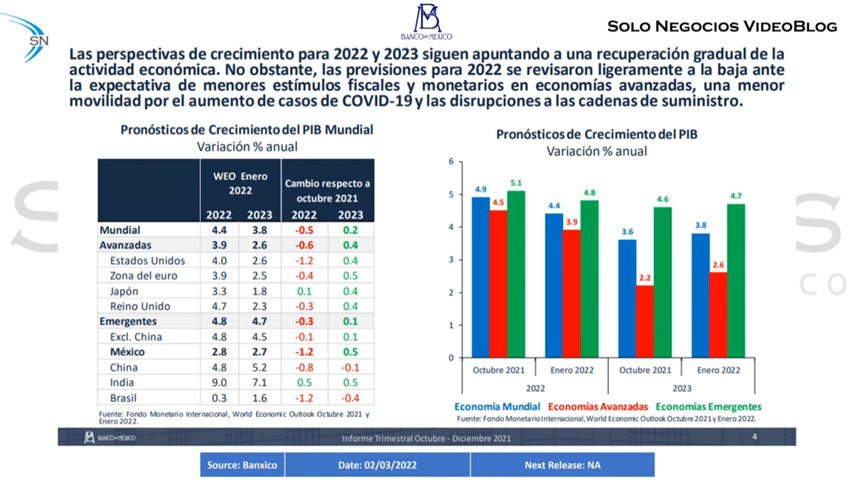 SN
BANCO DE MÉXICO
SOLO NEGOCIOS VIDEOBLOG
Las perspectivas de crecimiento para 2022 y 2023 siguen apuntando a una recuperación gradual de la
actividad económica. No obstante, las previsiones para 2022 se revisaron ligeramente a la baja ante
la expectativa de menores estímulos fiscales y monetarios en economías avanzadas, una menor
movilidad por el aumento de casos de COVID-19 y las disrupciones a las cadenas de suministro.
Pronósticos de Crecimiento del PIB Mundial
Variación % anual
WEO Enero
2022
Cambio respecto a
octubre 2021
2022 2023 2022 2023
Mundial 4.4 3.8 -0.5 0.2
Avanzadas 3.9 2.6 -0.6 0.4
Estados Unidos 4.0 2.6 -1.2 0.4
Zona del euro 3.9 2.5 -0.4 0.5
Japón 3.3 1.8 0.1 0.4
Reino Unido 4.7 2.3 -0.3 0.4
Emergentes 4.8 4.7 -0.3 0.1
Excl. China 4.8 4.5 -0.1 0.1
México 2.8 2.7 -1.2 0.5
China 4.8 5.2 -0.8 -0.1
India 9.0 7.1 0.5 0.5
Brasil 0.3 1.6 -1.2 -0.4
Fuente: Fondo Monetario Internacional, World Economic Outlook Octubre 2021 y
Enero 2022.
Pronósticos de Crecimiento del PIB
Variación % anual
6
5
4
3
2
1
0
4.9 4.5 5.1 4.4 3.9 4.8 3.6 2.2 4.6 3.8 2.6 4.7
Octubre 2021 Enero 2022 Octubre 2021 Enero 2022
2022 2023
Economía Mundial Economías Avanzadas Economías Emergentes
Fuente: Fondo Monetario Internacional, World Economic Outlook Octubre 2021 y Enero 2022.
BANCO DE MÉXICO
Informe Trimestral Octubre - Diciembre 2021
4
Source: Banxico Date: 02/03/2022 Next Release: NA